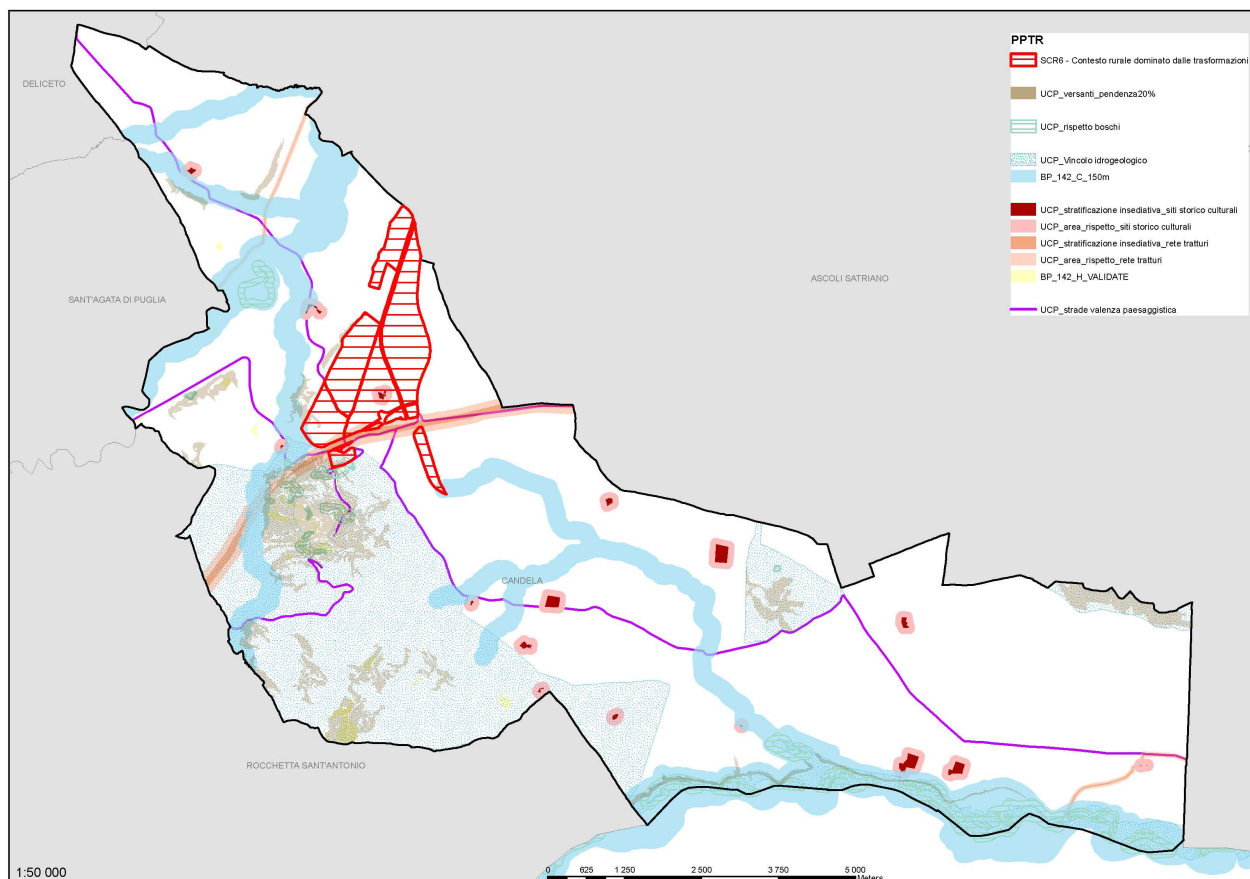 PPTR
SCR6 - Contesto rurale dominato dalle trasformazioni
UCP_versanti_pendenza20%
UCP_rispetto boschi
UCP_Vincolo idrogeologico
BP_142_C_150m
UCP_stratificazione insediativa_siti storico culturali
UCP_area_rispetto_siti storico culturali
UCP_stratificazione insediativa_rete tratturi
UCP_area_rispetto_rete tratturi
BP_142_H_VALIDATE
UCP_strade valenza paesaggistica
DELICETO
ASCOLI SATRIANO
SANT'AGATA DI PUGLIA
CANDELA
ROCCHETTA SANT'ANTONIO
1:50 000
0 625 1 250 2 500 3 750 5 000
Meters